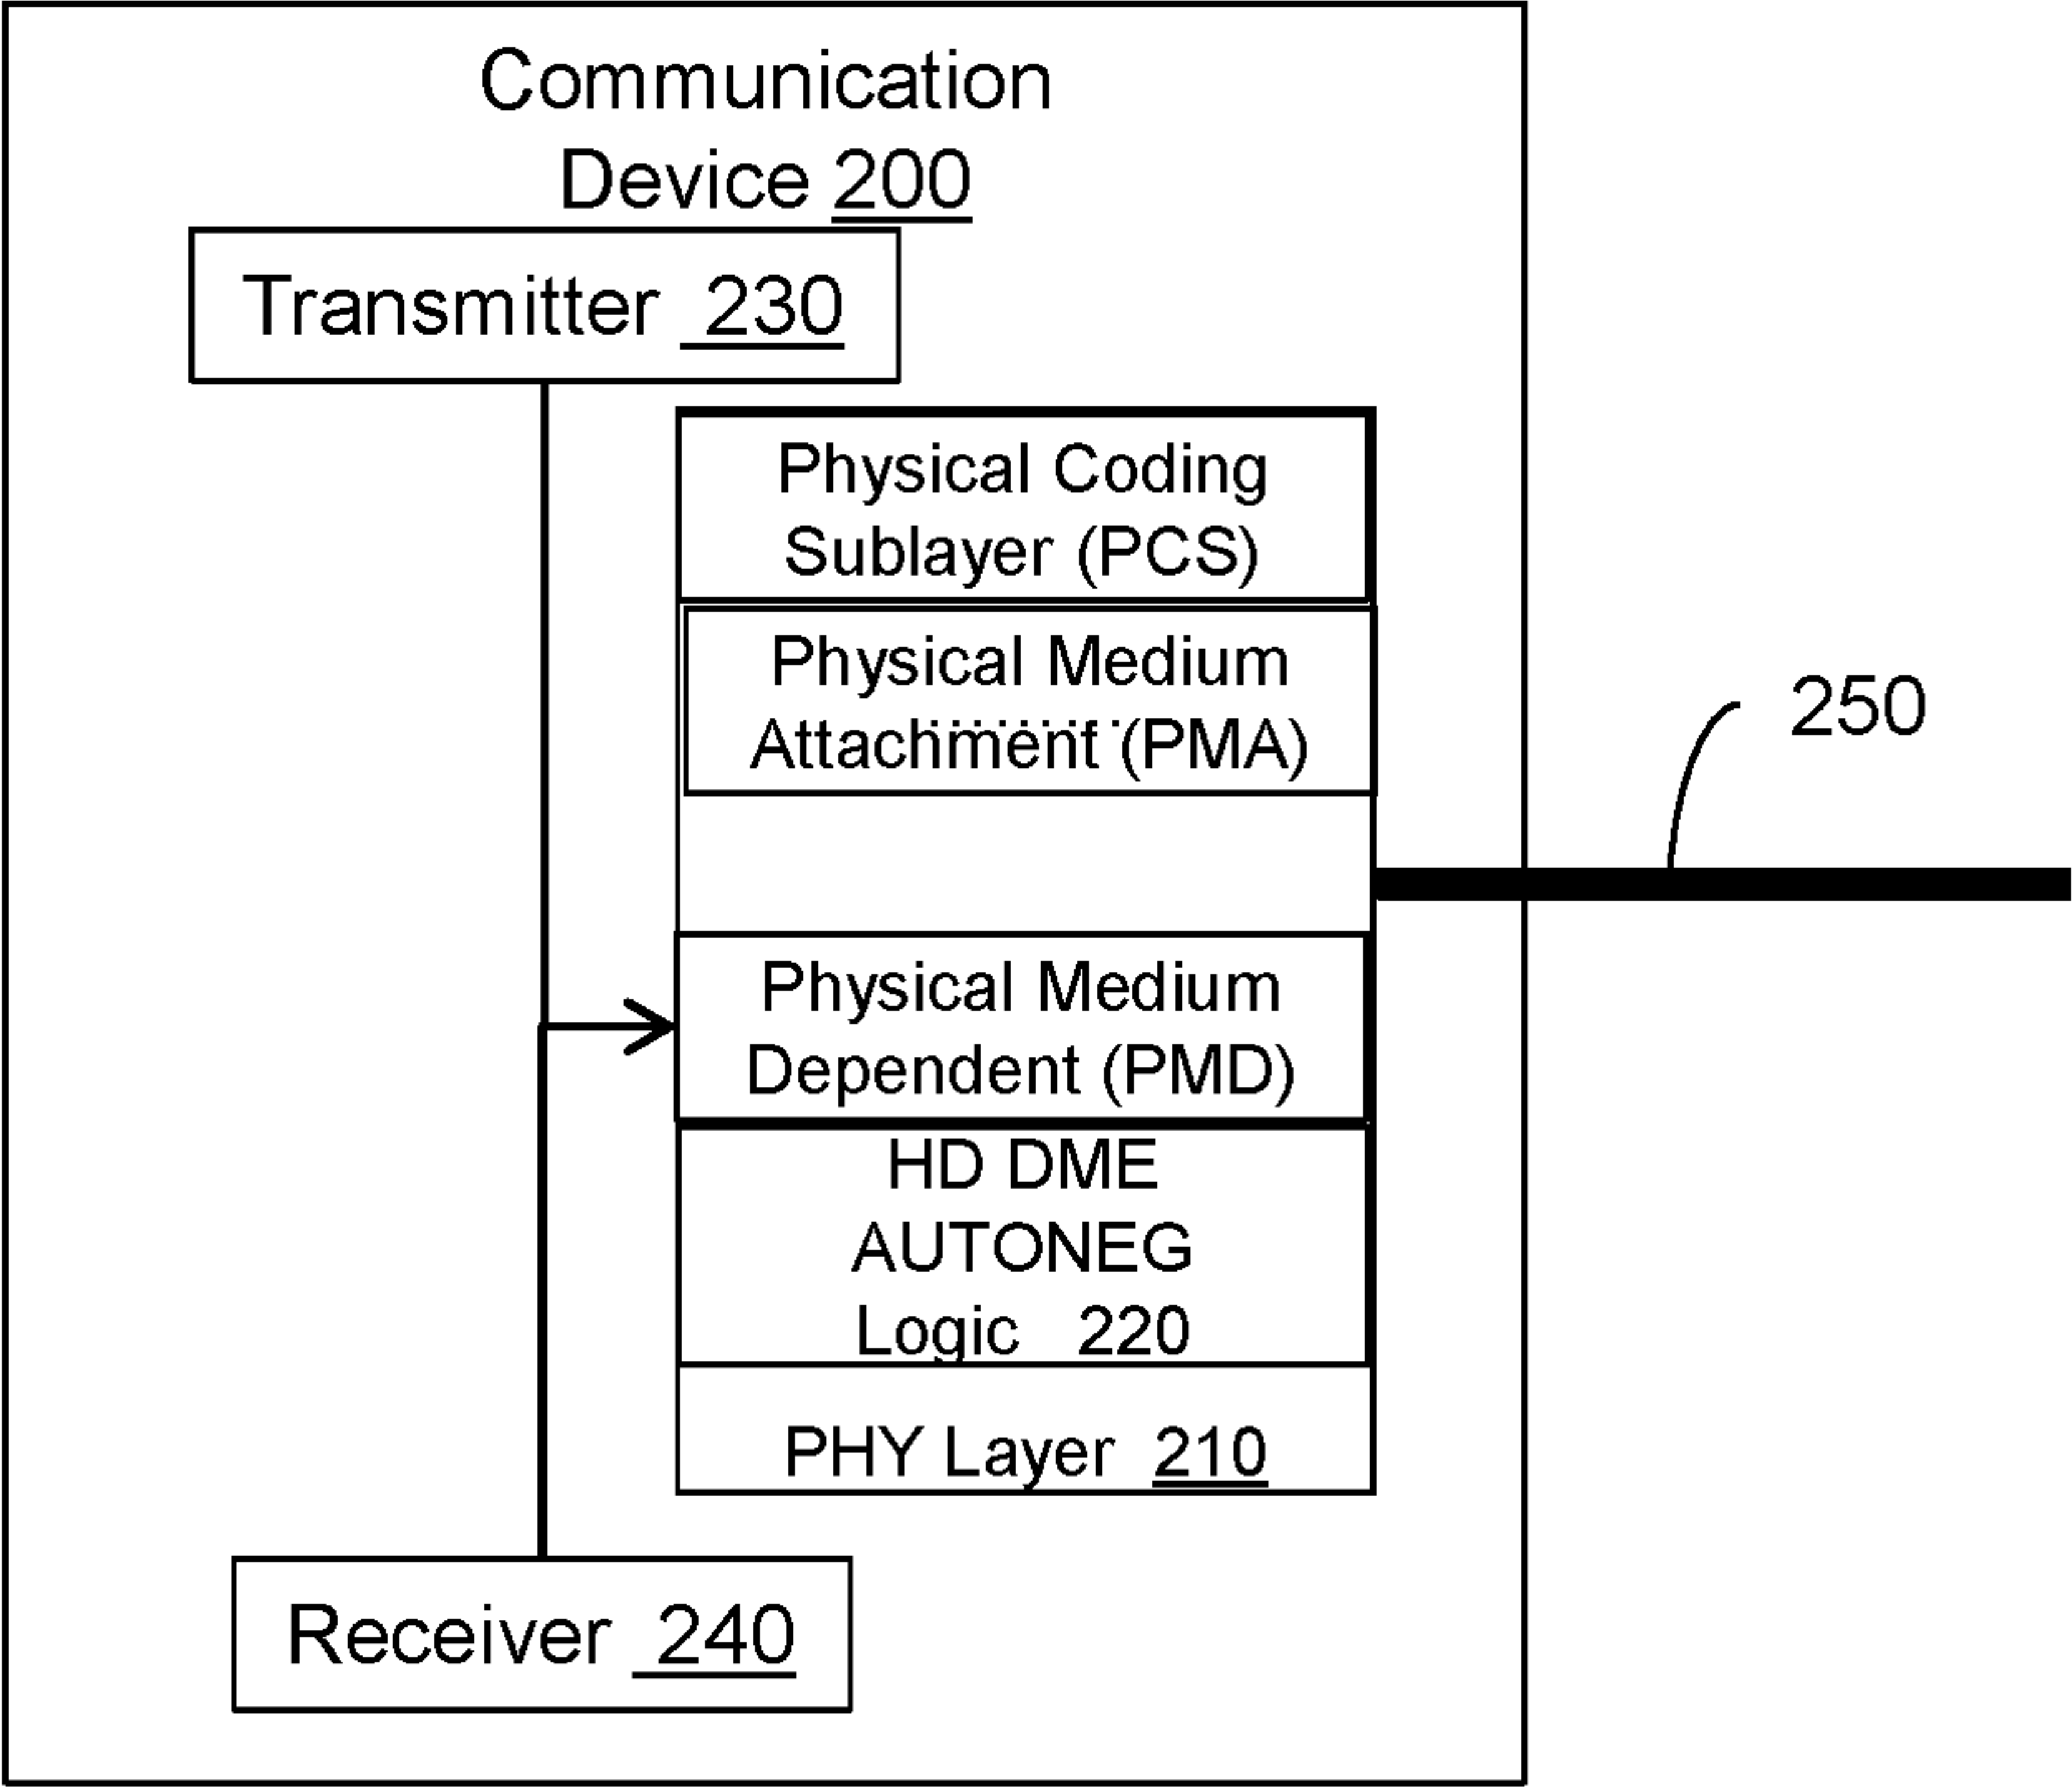 Communication
Device 200
Transmitter 230
Physical Coding
Sublayer (PCS)
Physical Medium
Attachment (PMA)
250
Physical Medium
Dependent (PMD)
HD DME
AUTONEG
Logic 220
PHY Layer 210
Receiver 240